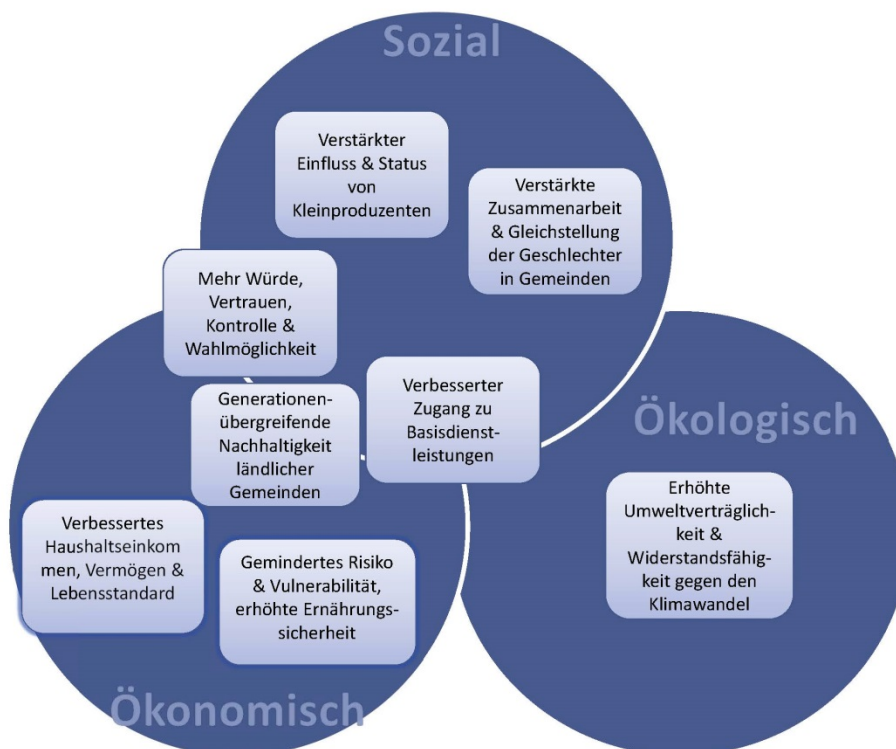 Sozial
Verstärkter
Einfluss & Status
von
Kleinproduzenten
Verstärkte
Zusammenarbeit
& Gleichstellung
der Geschlechter
in Gemeinden
Mehr Würde,
Vertrauen,
Kontrolle &
Wahlmöglichkeit
Generationen-
übergreifende
Nachhaltigkeit
ländlicher
Gemeinden
Verbesserter
Zugang zu
Basisdienst-
leistungen
Ökologisch
Erhöhte
Umweltverträglich-
keit &
Widerstandsfähig-
keit gegen den
Klimawandel
Verbessertes
Haushaltseinkom
men, Vermögen &
Lebensstandard
Gemindertes Risiko
& Vulnerabilität,
erhöhte Ernährungs-
sicherheit
Ökonomisch